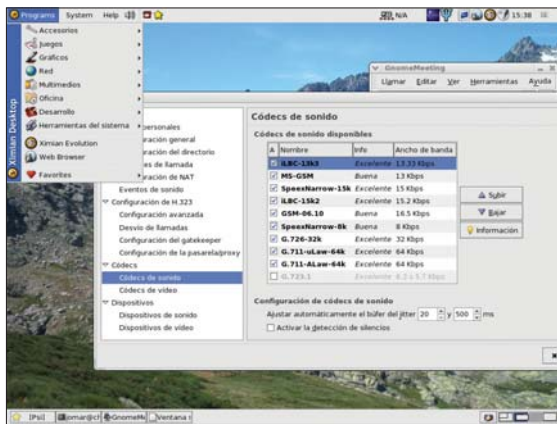 Programs System Help N/A 15:38
Accesorios
Juegos
Gráficos
Red
Multimedios
Oficina
Desarrollo
Herramientas del sistema
Ximian Evolution
Web Browser
Favorites
Ximian Desktop
GnomeMeeting
Llamar Editar Ver Herramientas Ayuda
personales
ración general
ración del directorio
es de llamada
ración de NAT
Eventos de sonido
Configuración de H.323
Configuración avanzada
Desvío de llamadas
Configuración del gatekeeper
Configuración de la pasarela/proxy
Códecs
Códecs de sonido
Códecs de vídeo
Dispositivos
Dispositivos de sonido
Dispositivos de vídeo
Códecs de sonido
Códecs de sonido disponibles
A Nombre Info Ancho de banda
iLBC-13k3 Excelente 13.33 Kbps
MS-GSM Buena 13 Kbps
SpeexNarrow-15k Excelente 15 Kbps
iLBC-15k2 Excelente 15.2 Kbps
GSM-06.10 Buena 16.5 Kbps
SpeexNarrow-8k Buena 8 Kbps
G.726-32k Excelente 32 Kbps
G.711-uLaw-64k Excelente 64 Kbps
G.711-ALaw-64k Excelente 64 Kbps
G.723.1 Excelente
Subir
Bajar
Información
Configuración de códecs de sonido
Ajustar automáticamente el búfer del jitter 20 y 500 ms
Activar la detección de silencios
GnomeMe Ventana